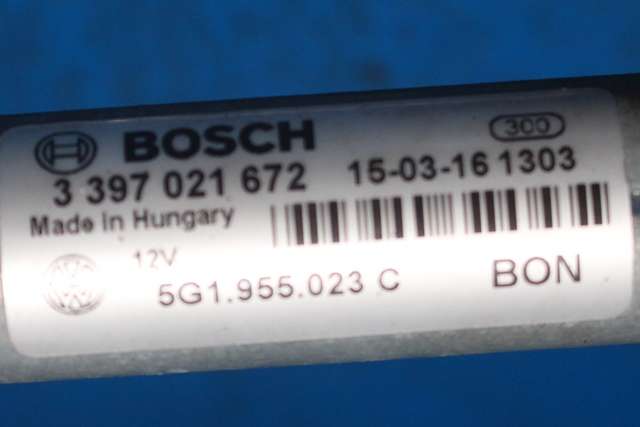 BOSCH 300
3 397 021 672 15-03-16 1303
Made in Hungary
12V
5G1.955.023 C BON